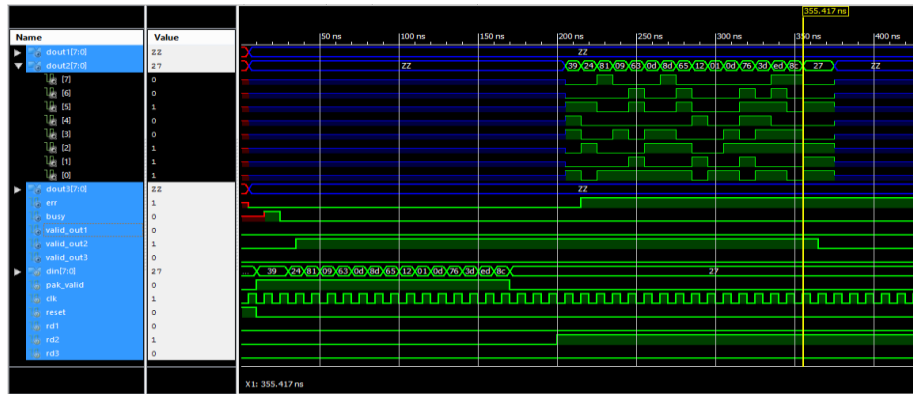 355.417 ns
Name Value
50 ns 100 ns 150 ns 200 ns 250 ns 300 ns 350 ns 400 ns
dout1[7:0] ZZ ZZ
dout2[7:0] 27 ZZ 39 24 81 09 63 0d 8d 65 12 01 0d 76 3d ed 8c 27 ZZ
[7] 0
[6] 0
[5] 1
[4] 0
[3] 0
[2] 1
[1] 1
[0] 1
dout3[7:0] ZZ ZZ
err 1
busy 0
valid_out1 0
valid_out2 1
valid_out3 0
din[7:0] 27 ... 39 24 81 09 63 0d 8d 65 12 01 0d 76 3d ed 8c 27
pak_valid 0
clk 1
reset 0
rd1 0
rd2 1
rd3 0
X1: 355.417 ns